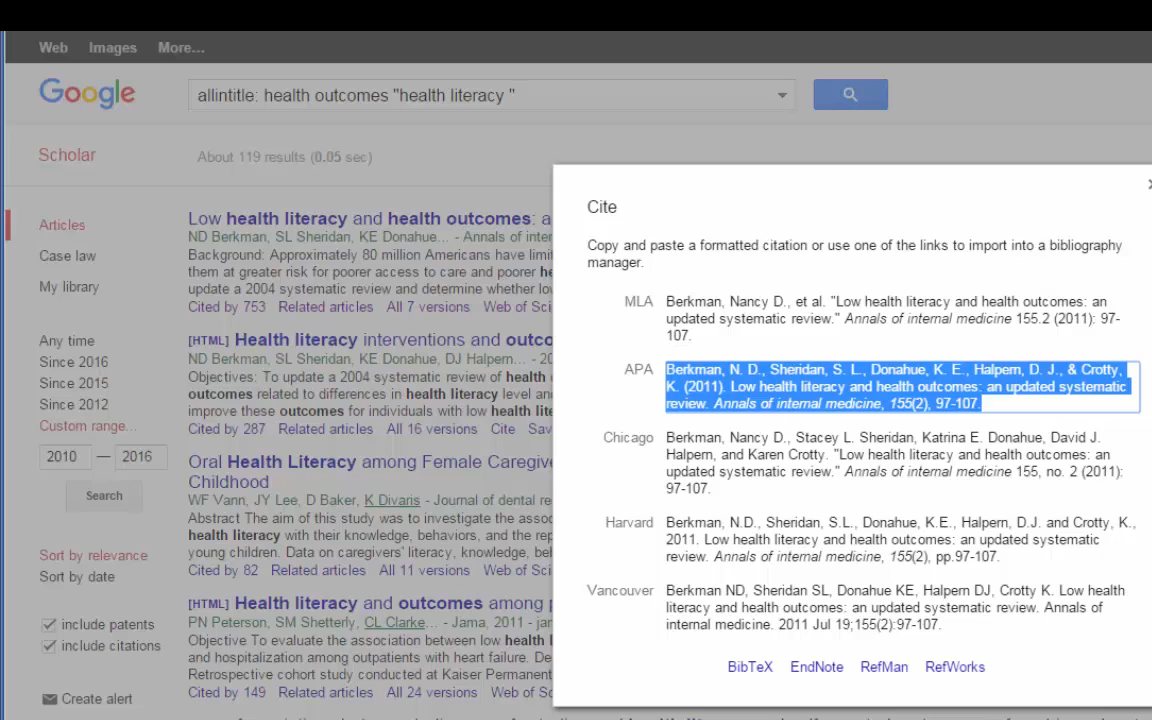 Web Images More...
Google
allintitle: health outcomes "health literacy "
Scholar
About 119 results (0.05 sec)
Articles
Case law
My library
Any time
Since 2016
Since 2015
Since 2012
Custom range...
2010 — 2016
Search
Sort by relevance
Sort by date
include patents
include citations
Create alert
Low health literacy and health outcomes: a
ND Berkman, SL Sheridan, KE Donahue... - Annals of inter
Background: Approximately 80 million Americans have limi
them at greater risk for poorer access to care and poorer he
update a 2004 systematic review and determine whether lo
Cited by 753 Related articles All 7 versions Web of Sci
[HTML] Health literacy interventions and outc
ND Berkman, SL Sheridan, KE Donahue, DJ Halpern... - 20
Objectives: To update a 2004 systematic review of health
outcomes related to differences in health literacy level and
improve these outcomes for individuals with low health lite
Cited by 287 Related articles All 16 versions Cite Sav
Oral Health Literacy among Female Caregive
Childhood
WF Vann, JY Lee, D Baker, K Divaris - Journal of dental re
Abstract The aim of this study was to investigate the assoc
health literacy with their knowledge, behaviors, and the rep
young children. Data on caregivers' literacy, knowledge, beh
Cited by 82 Related articles All 11 versions Web of Sci
[HTML] Health literacy and outcomes among p
PN Peterson, SM Shetterly, CL Clarke... - Jama, 2011 - jan
Objective To evaluate the association between low health l
and hospitalization among outpatients with heart failure. De
Retrospective cohort study conducted at Kaiser Permanent
Cited by 149 Related articles All 24 versions Web of S
Cite
Copy and paste a formatted citation or use one of the links to import into a bibliography
manager.
MLA Berkman, Nancy D., et al. "Low health literacy and health outcomes: an
updated systematic review." Annals of internal medicine 155.2 (2011): 97-
107.
APA Berkman, N. D., Sheridan, S. L., Donahue, K. E., Halpern, D. J., & Crotty,
K. (2011). Low health literacy and health outcomes: an updated systematic
review. Annals of internal medicine, 155(2), 97-107.
Chicago Berkman, Nancy D., Stacey L. Sheridan, Katrina E. Donahue, David J.
Halpern, and Karen Crotty. "Low health literacy and health outcomes: an
updated systematic review." Annals of internal medicine 155, no. 2 (2011):
97-107.
Harvard Berkman, N.D., Sheridan, S.L., Donahue, K.E., Halpern, D.J. and Crotty, K.,
2011. Low health literacy and health outcomes: an updated systematic
review. Annals of internal medicine, 155(2), pp.97-107.
Vancouver Berkman ND, Sheridan SL, Donahue KE, Halpern DJ, Crotty K. Low health
literacy and health outcomes: an updated systematic review. Annals of
internal medicine. 2011 Jul 19;155(2):97-107.
BibTeX EndNote RefMan RefWorks